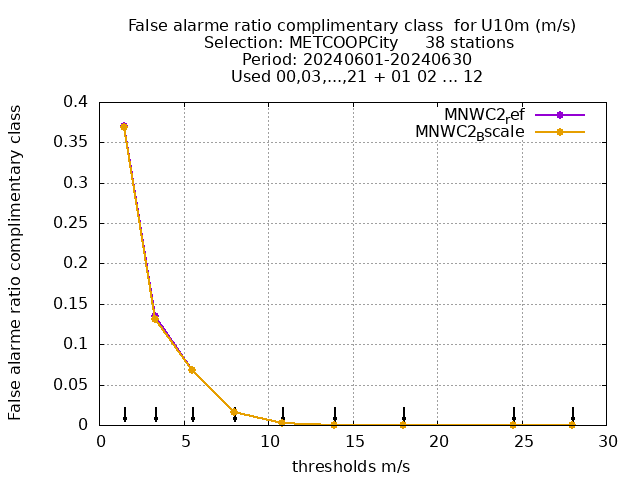 False alarme ratio complimentary class  for U10m (m/s)
Selection: METCOOPCity     38 stations
Period: 20240601-20240630
Used 00,03,...,21 + 01 02 ... 12
False alarme ratio complimentary class
0.4
0.35
0.3
0.25
0.2
0.15
0.1
0.05
0
MNWC2ref
MNWC2Bscale
0 5 10 15 20 25 30
thresholds m/s